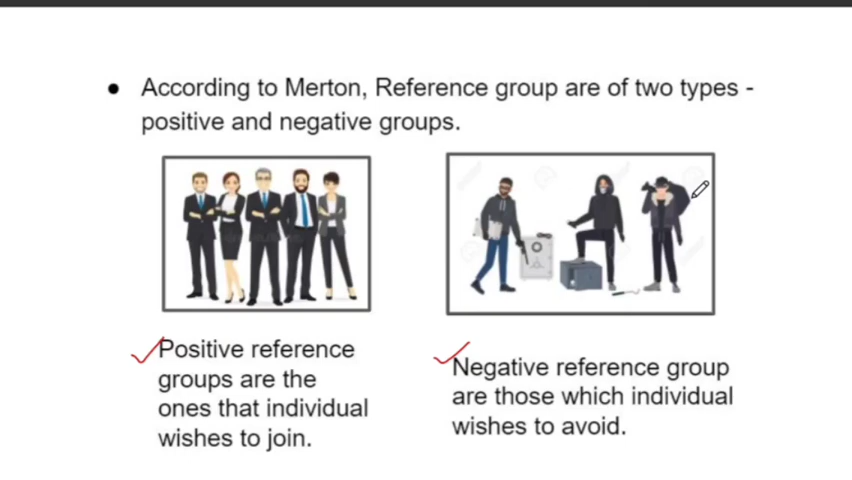 ● According to Merton, Reference group are of two types -
positive and negative groups.
Positive reference
groups are the
ones that individual
wishes to join.
Negative reference group
are those which individual
wishes to avoid.